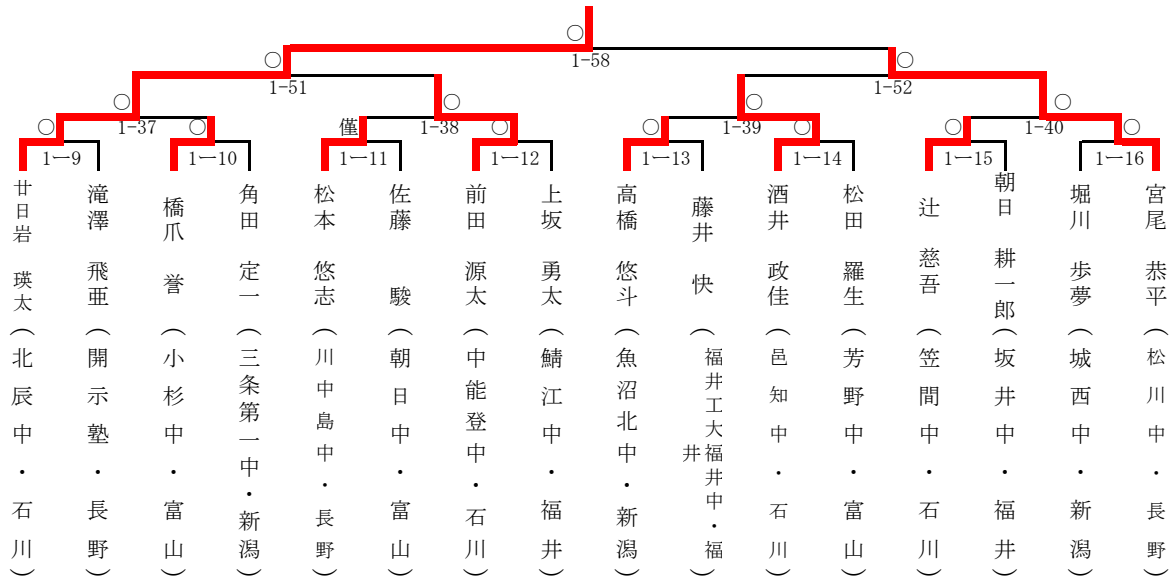 ○
1-58
○ ○
1-51 1-52
○ ○ ○ ○
1-37 1-38 1-39 1-40
○ ○ 僅 ○ ○ ○ ○ ○
1一9 1一10 1一11 1一12 1一13 1一14 1一15 1一16
廿日岩 瑛太(北辰中・石川)
滝澤 飛亜(開示塾・長野)
橋爪 誉(小杉中・富山)
角田 定一(三条第一中・新潟)
松本 悠志(川中島中・長野)
佐藤 駿(朝日中・富山)
前田 源太(中能登中・石川)
上坂 勇太(鯖江中・福井)
高橋 悠斗(魚沼北中・新潟)
藤井 快(福井工大福井中・福
井)
酒井 政佳(邑知中・石川)
松田 羅生(芳野中・富山)
辻 慈吾(笠間中・石川)
朝日 耕一郎(坂井中・福井)
堀川 歩夢(城西中・新潟)
宮尾 恭平(松川中・長野)